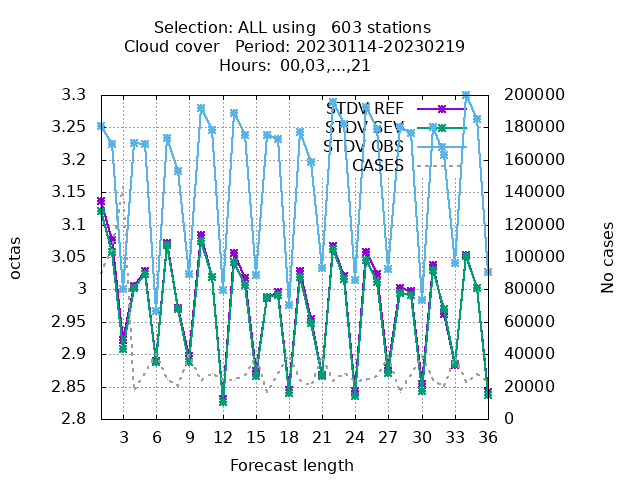 Selection: ALL using   603 stations
Cloud cover   Period: 20230114-20230219
Hours: 00,03,...,21
3.3
3.25
3.2
3.15
3.1
3.05
3
2.95
2.9
2.85
2.8
octas
STDV REF
STDV SEV
STDV OBS
CASES
200000
180000
160000
140000
120000
100000
80000
60000
40000
20000
0
No cases
3 6 9 12 15 18 21 24 27 30 33 36
Forecast length